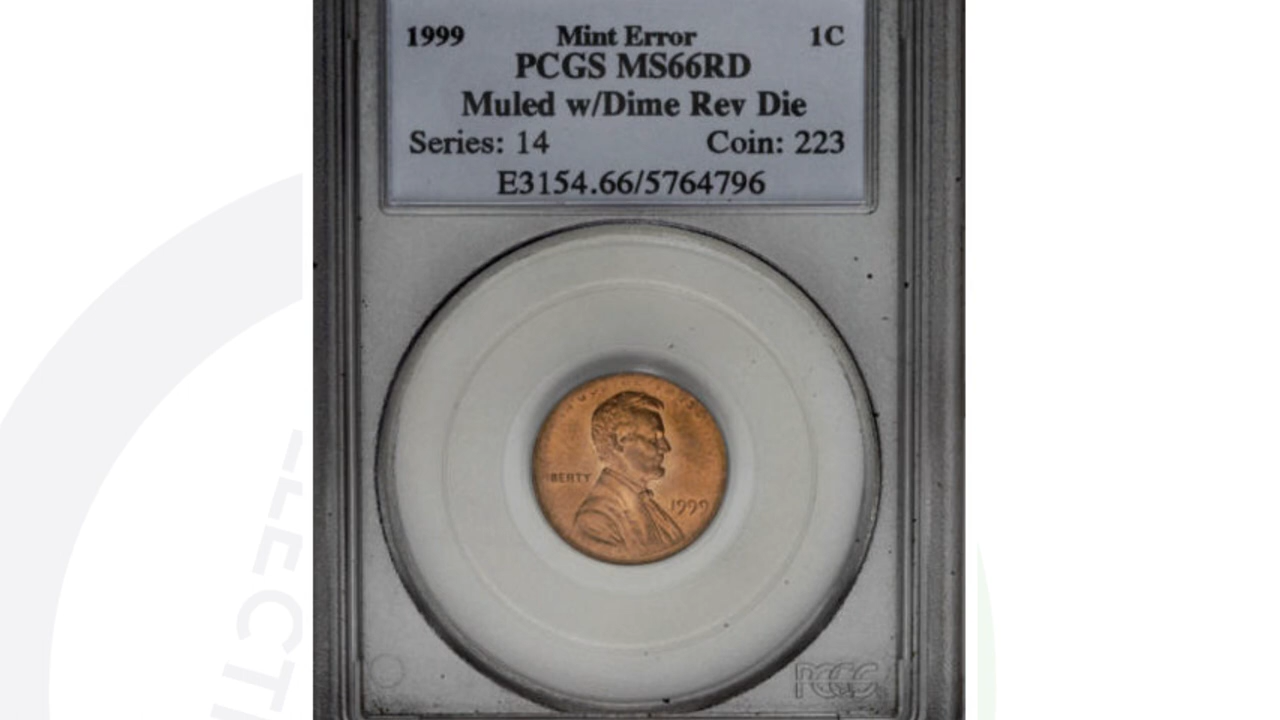 1999 Mint Error 1C
PCGS MS66RD
Muled w/Dime Rev Die
Series: 14 Coin: 223
E3154.66/5764796
LIBERTY
1999
PCGS